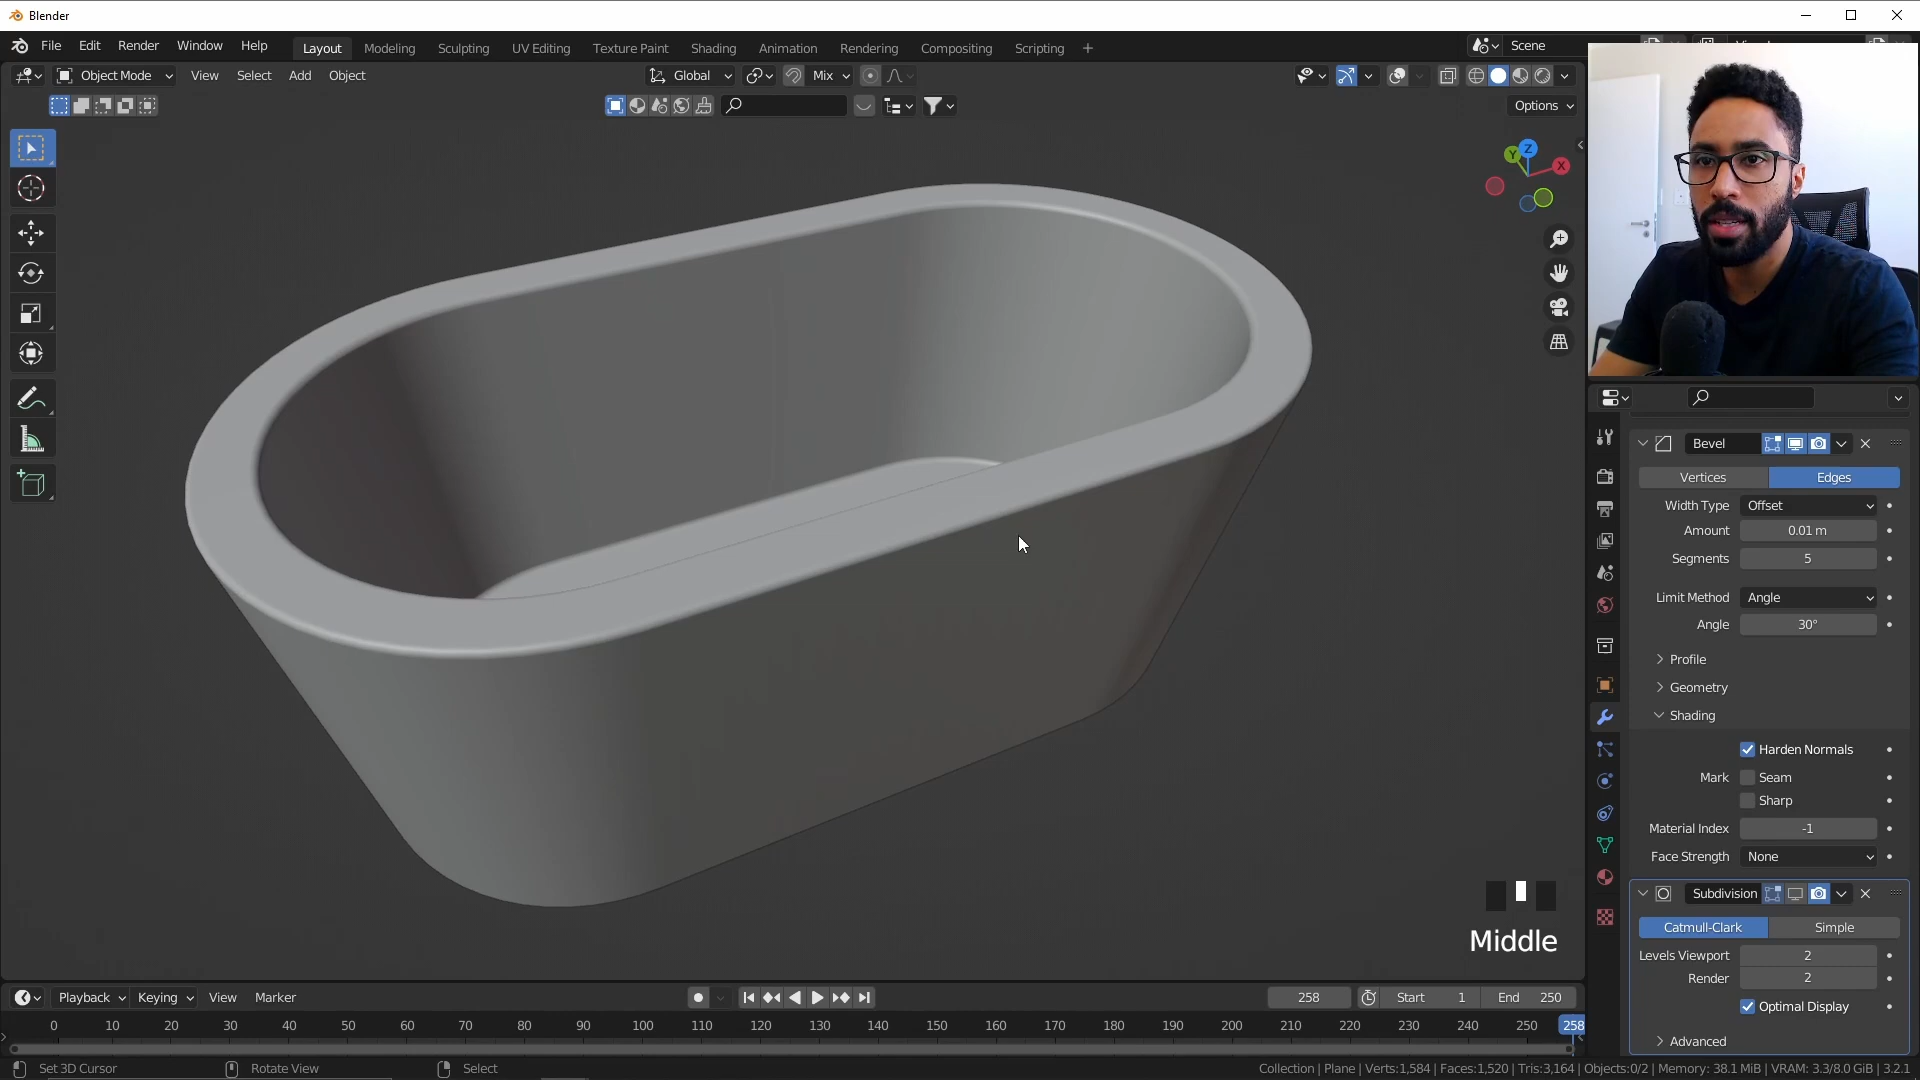 Blender
File Edit Render Window Help Layout Modeling Sculpting UV Editing Texture Paint Shading Animation Rendering Compositing Scripting + Scene
Object Mode View Select Add Object Global Mix
Options
Z
Y
X
Bevel
Vertices Edges
Width Type Offset
Amount 0.01 m
Segments 5
Limit Method Angle
Angle 30°
Profile
Geometry
Shading
Harden Normals
Mark Seam
Sharp
Material Index -1
Face Strength None
Subdivision
Catmull-Clark Simple
Levels Viewport 2
Render 2
Optimal Display
Advanced
Middle
Playback Keying View Marker 258 Start 1 End 250
0 10 20 30 40 50 60 70 80 90 100 110 120 130 140 150 160 170 180 190 200 210 220 230 240 250 258
Set 3D Cursor Rotate View Select Collection | Plane | Verts:1,584 | Faces:1,520 | Tris:3,164 | Objects:0/2 | Memory: 38.1 MiB | VRAM: 3.3/8.0 GiB | 3.2.1